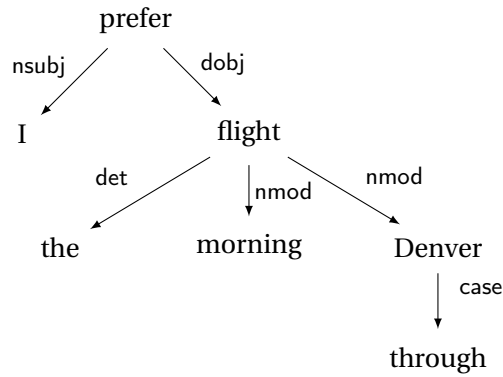 prefer
nsubj dobj
I flight
det nmod nmod
the morning Denver
case
through